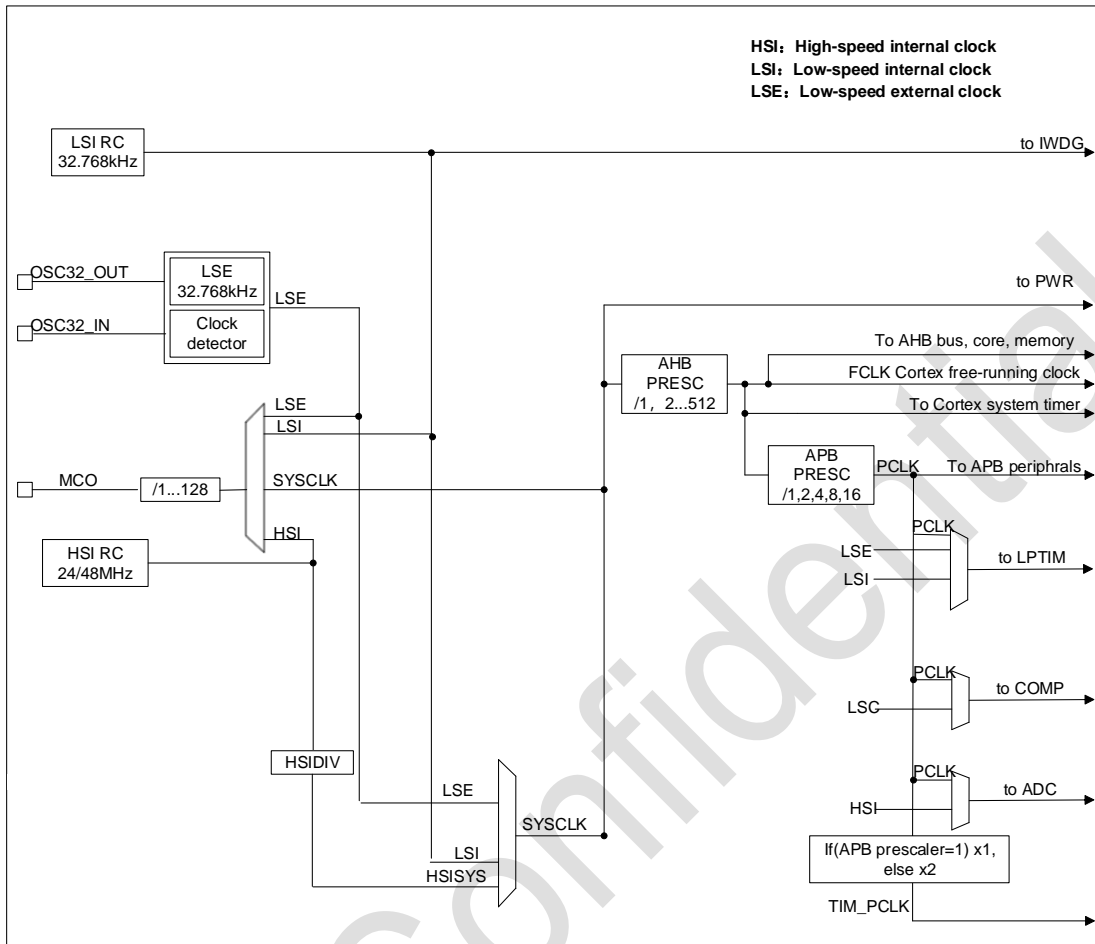 HSI：High-speed internal clock
LSI：Low-speed internal clock
LSE：Low-speed external clock
LSI RC
32.768kHz
to IWDG
OSC32_OUT
OSC32_IN
LSE
32.768kHz
Clock
detector
LSE
to PWR
AHB
PRESC
/1，2...512
To AHB bus, core, memory
FCLK Cortex free-running clock
To Cortex system timer
APB
PRESC
/1,2,4,8,16
PCLK
To APB periphrals
LSE
LSI
SYSCLK
HSI
MCO
/1...128
HSI RC
24/48MHz
PCLK
LSE
LSI
to LPTIM
PCLK
LSC
to COMP
PCLK
HSI
to ADC
HSIDIV
LSE
LSI
HSISYS
SYSCLK
If(APB prescaler=1) x1,
else x2
TIM_PCLK
Confidential